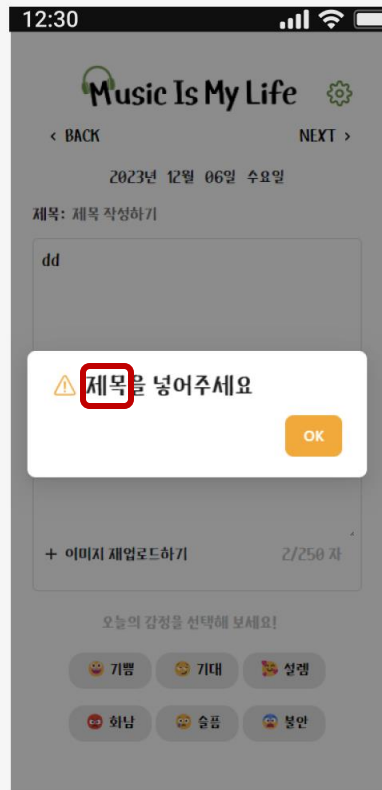 12:30
Music Is My Life
< BACK NEXT >
2023년 12월 06일 수요일
제목: 제목 작성하기
dd
제목을 넣어주세요
OK
+ 이미지 재업로드하기 2/250 자
오늘의 감정을 선택해 보세요!
기쁨 기대 설렘
화남 슬픔 불안